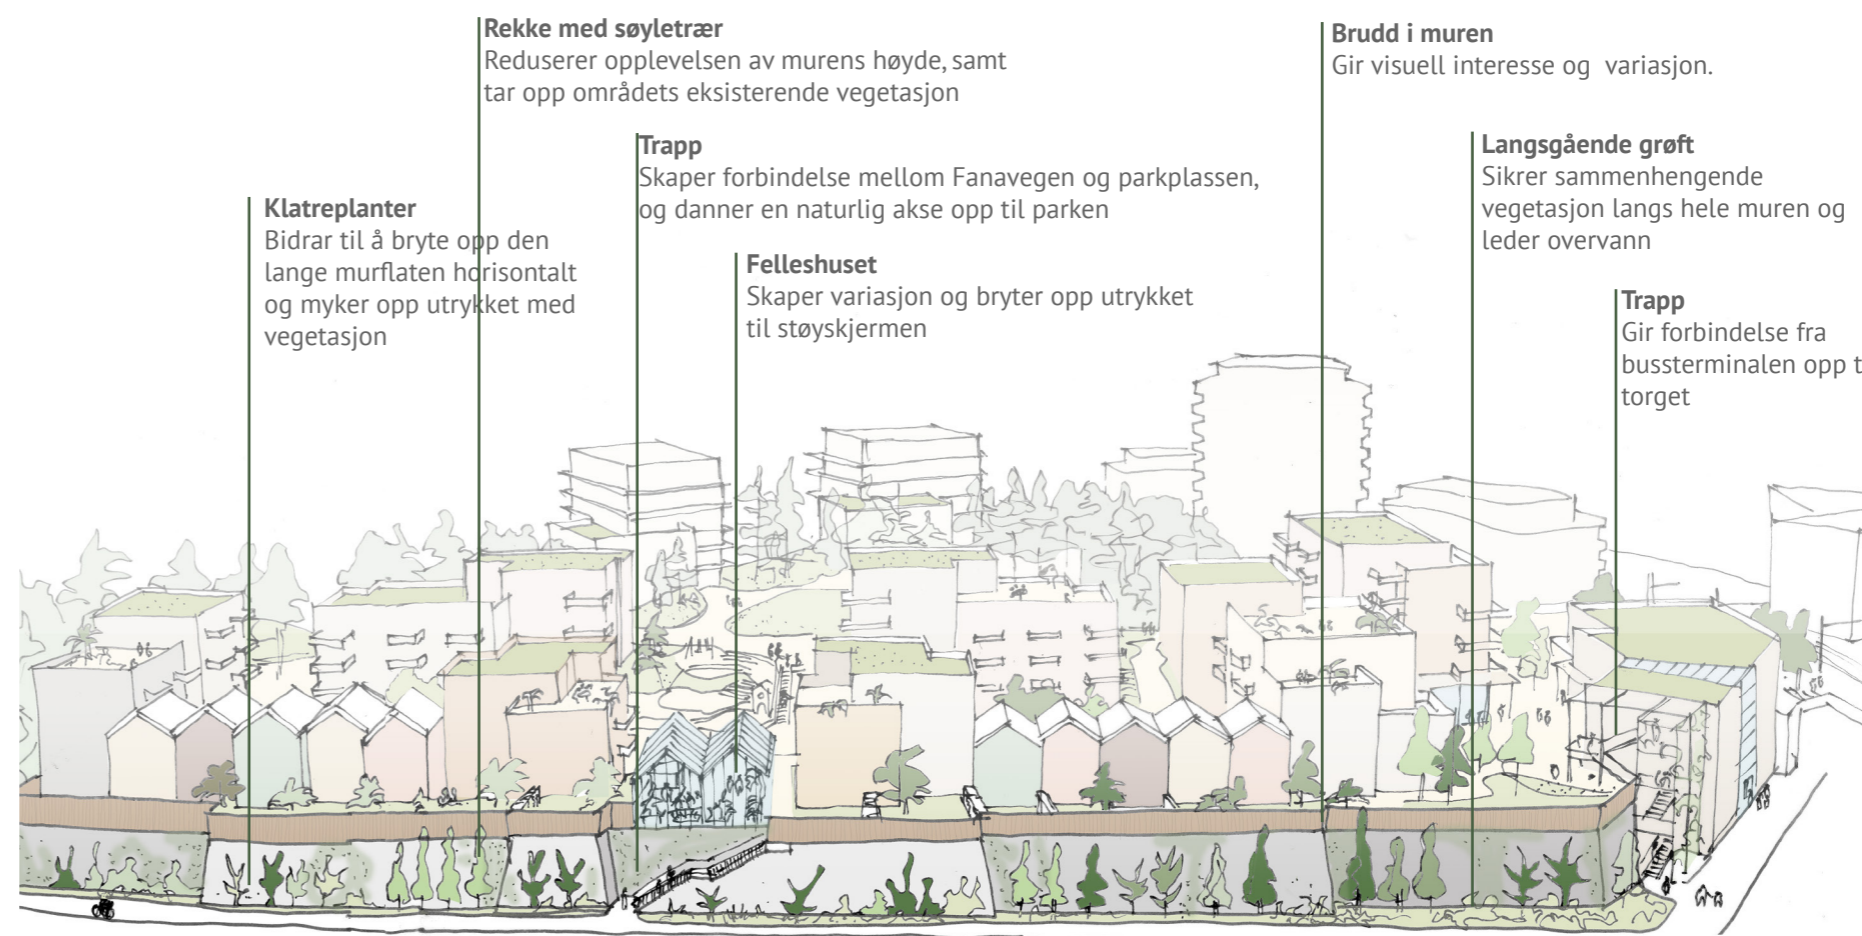 Rekke med søyletrær
Reduserer opplevelsen av murens høyde, samt
tar opp områdets eksisterende vegetasjon
Brudd i muren
Gir visuell interesse og variasjon.
Trapp
Skaper forbindelse mellom Fanavegen og parkplassen,
og danner en naturlig akse opp til parken
Langsgående grøft
Sikrer sammenhengende
vegetasjon langs hele muren og
leder overvann
Klatreplanter
Bidrar til å bryte opp den
lange murflaten horisontalt
og myker opp utrykket med
vegetasjon
Felleshuset
Skaper variasjon og bryter opp utrykket
til støyskjermen
Trapp
Gir forbindelse fra
bussterminalen opp t
torget